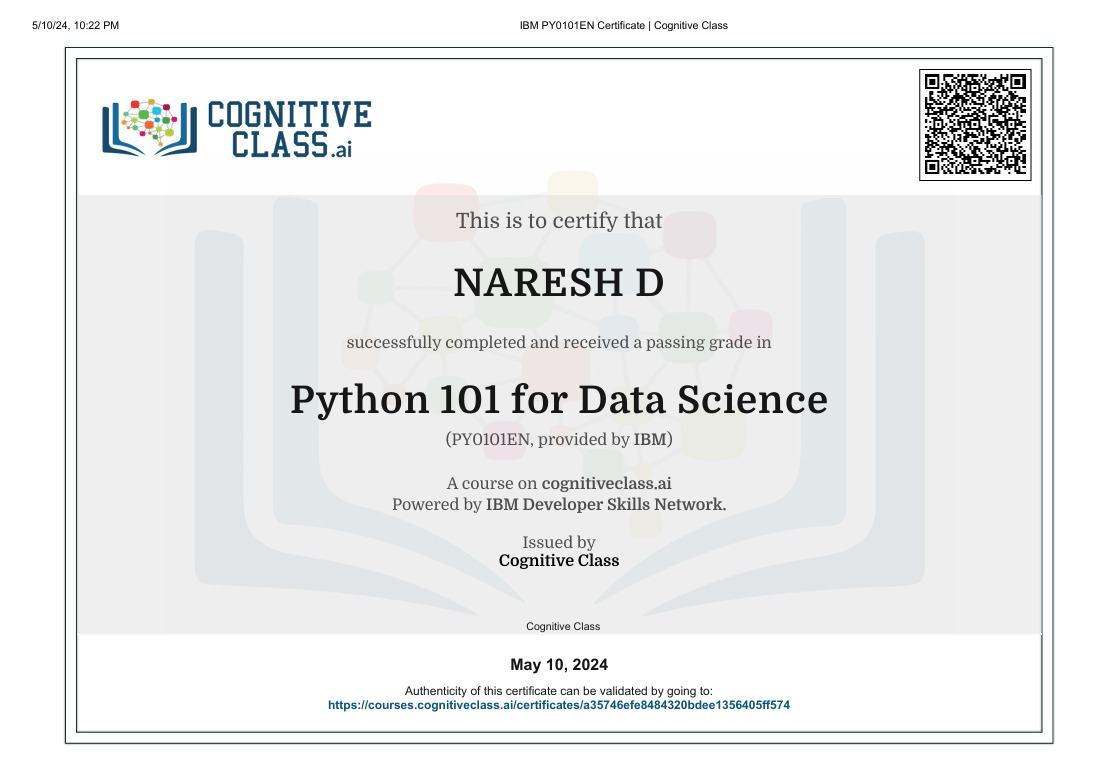 5/10/24, 10:22 PM
IBM PY0101EN Certificate | Cognitive Class
COGNITIVE
CLASS.ai
This is to certify that
NARESH D
successfully completed and received a passing grade in
Python 101 for Data Science
(PY0101EN, provided by IBM)
A course on cognitiveclass.ai
Powered by IBM Developer Skills Network.
Issued by
Cognitive Class
Cognitive Class
May 10, 2024
Authenticity of this certificate can be validated by going to:
https://courses.cognitiveclass.ai/certificates/a35746efe8484320bdee1356405ff574